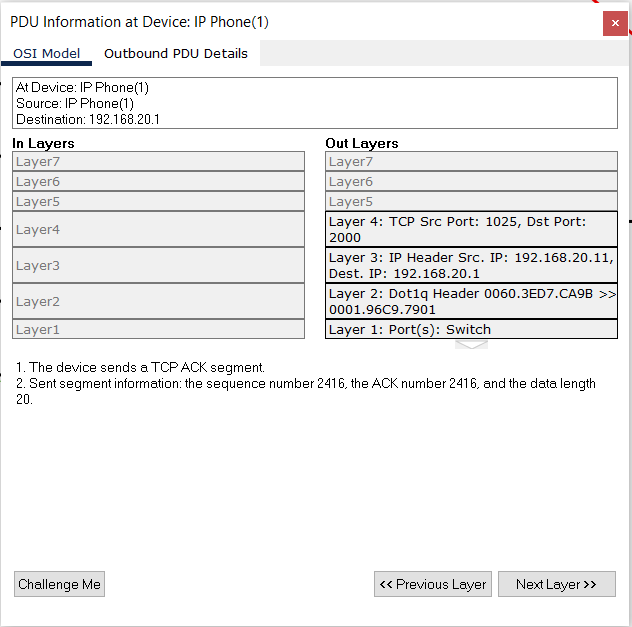 PDU Information at Device: IP Phone(1)
OSI Model
Outbound PDU Details
At Device: IP Phone(1)
Source: IP Phone(1)
Destination: 192.168.20.1
In Layers
Layer7
Layer6
Layer5
Layer4
Layer3
Layer2
Layer1
Out Layers
Layer7
Layer6
Layer5
Layer 4: TCP Src Port: 1025, Dst Port:
2000
Layer 3: IP Header Src. IP: 192.168.20.11,
Dest. IP: 192.168.20.1
Layer 2: Dot1q Header 0060.3ED7.CA9B >>
0001.96C9.7901
Layer 1: Port(s): Switch
1. The device sends a TCP ACK segment.
2. Sent segment information: the sequence number 2416, the ACK number 2416, and the data length
20.
Challenge Me
<< Previous Layer
Next Layer >>